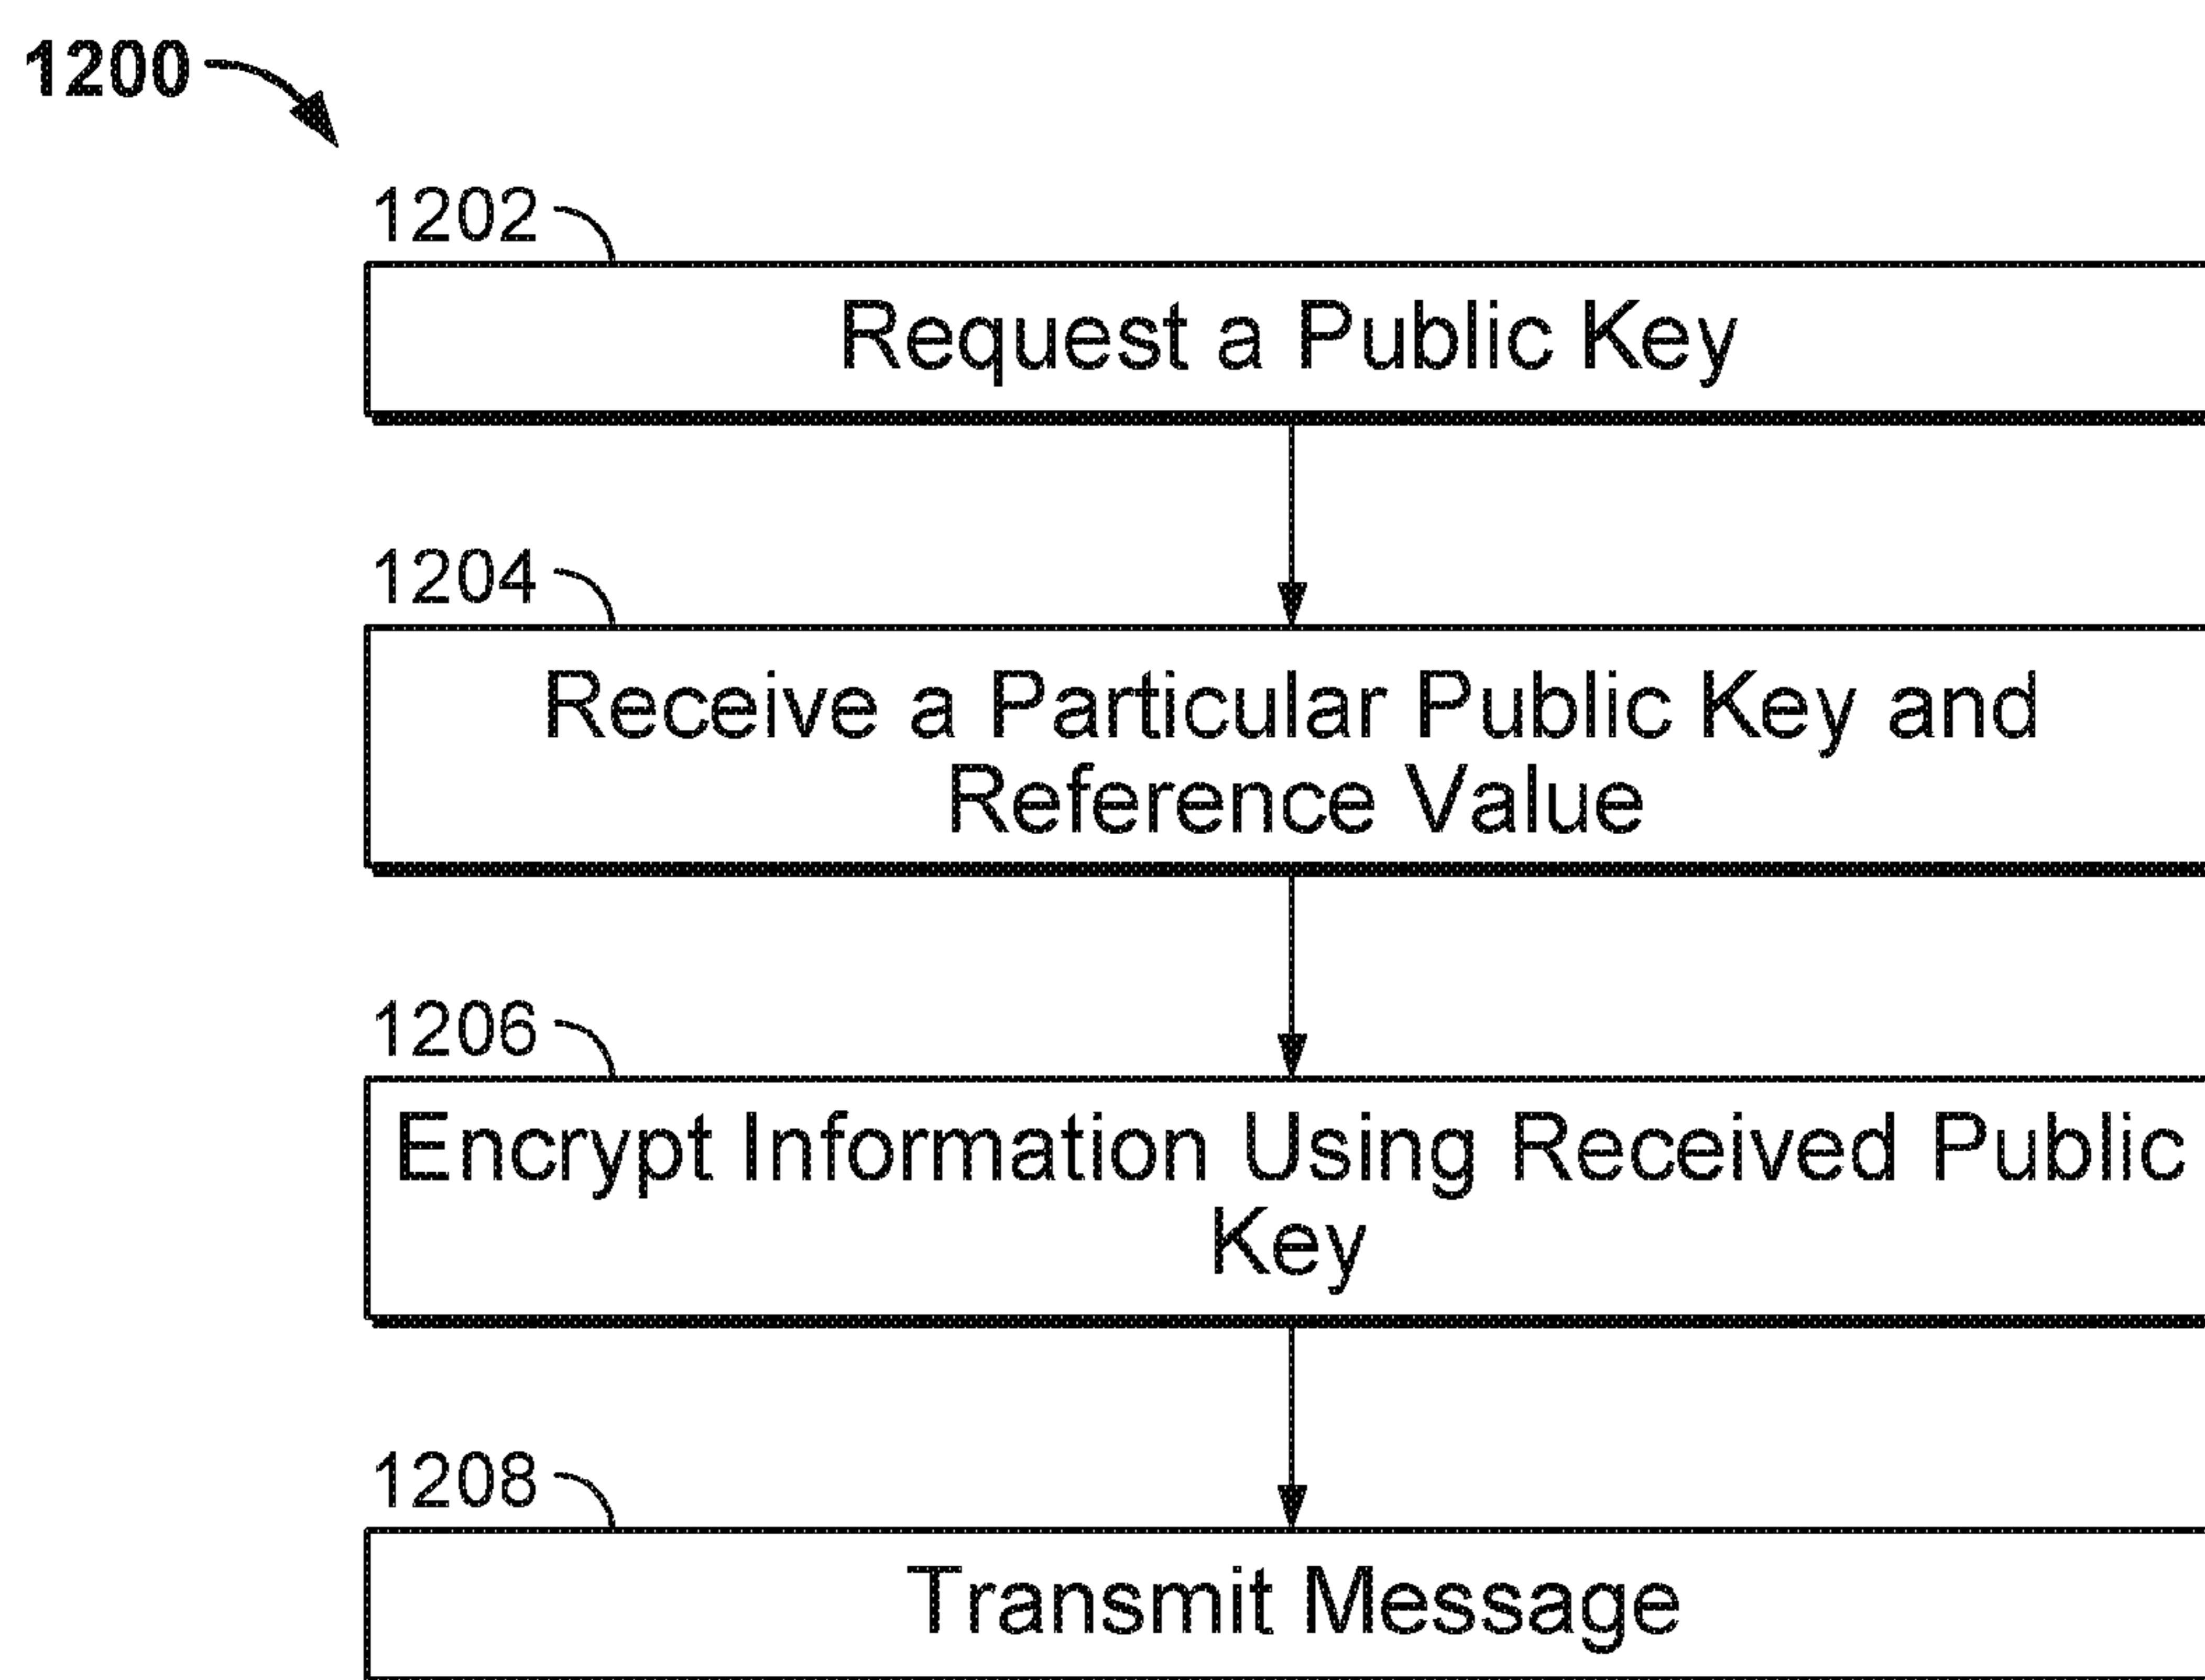 1200
1202
Request a Public Key
1204
Receive a Particular Public Key and
Reference Value
1206
Encrypt Information Using Received Public
Key
1208
Transmit Message